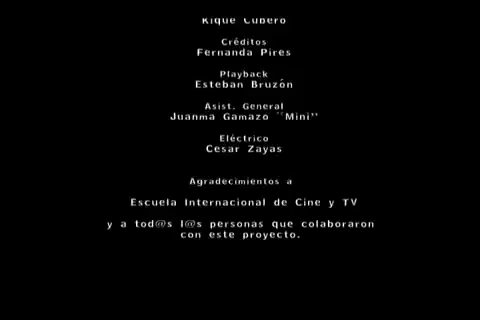 Rique Cubero
Créditos
Fernanda Pires
Playback
Esteban Bruzón
Asist. General
Juanma Gamazo "Mini"
Eléctrico
Cesar Zayas
Agradecimientos a
Escuela Internacional de Cine y TV
y a tod@s l@s personas que colaboraron
con este proyecto.